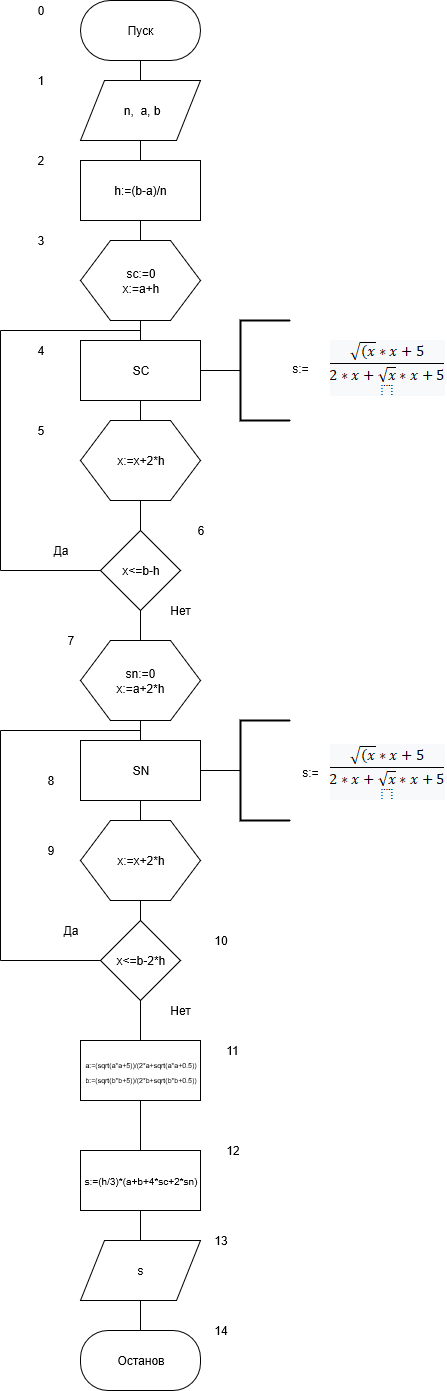 0
Пуск
1
n, a, b
2
h:=(b-a)/n
3
sc:=0
x:=a+h
4
SC
s:=
√(x ∗ x + 5
2 ∗ x + √x ∗ x + 5
5
x:=x+2*h
6
Да
x<=b-h
Нет
7
sn:=0
x:=a+2*h
8
SN
s:=
√(x ∗ x + 5
2 ∗ x + √x ∗ x + 5
9
x:=x+2*h
Да
10
x<=b-2*h
Нет
11
a:=(sqrt(a*a+5))/(2*a+sqrt(a*a+0.5))
b:=(sqrt(b*b+5))/(2*b+sqrt(b*b+0.5))
12
s:=(h/3)*(a+b+4*sc+2*sn)
13
s
14
Останов